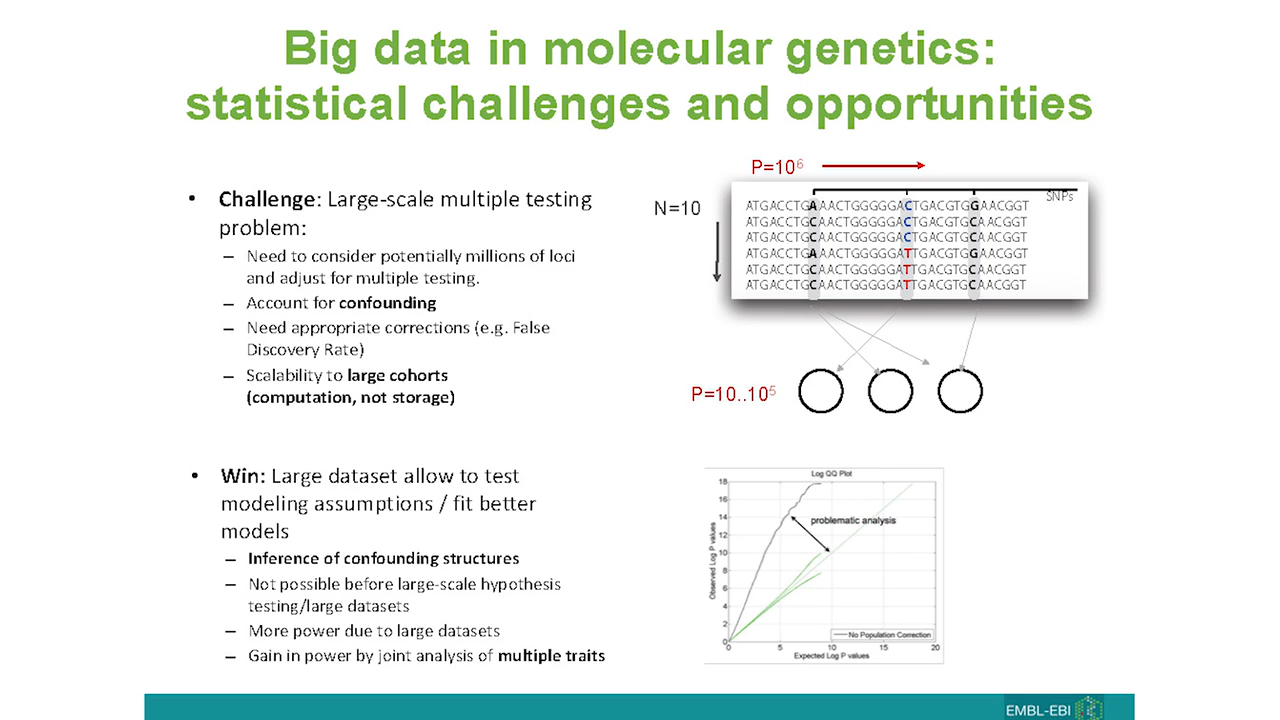 Big data in molecular genetics:
statistical challenges and opportunities
• Challenge: Large-scale multiple testing
problem:
– Need to consider potentially millions of loci
and adjust for multiple testing.
– Account for confounding
– Need appropriate corrections (e.g. False
Discovery Rate)
– Scalability to large cohorts
(computation, not storage)
• Win: Large dataset allow to test
modeling assumptions / fit better
models
– Inference of confounding structures
– Not possible before large-scale hypothesis
testing/large datasets
– More power due to large datasets
– Gain in power by joint analysis of multiple traits
P=10⁶
N=10
SNPs
ATGACCTGAAACTGGGGGACTGACGTGGAACGGT
ATGACCTGCAACTGGGGGACTGACGTGCAACGGT
ATGACCTGCAACTGGGGGACTGACGTGCAACGGT
ATGACCTGAAACTGGGGGATTGACGTGGAACGGT
ATGACCTGCAACTGGGGGATTGACGTGCAACGGT
ATGACCTGCAACTGGGGGATTGACGTGCAACGGT
P=10..10⁵
Log QQ Plot
18
16
14
12
10
8
6
4
2
0
Observed Log P values
problematic analysis
No Population Correction
0 5 10 15 20
Expected Log P values
EMBL-EBI